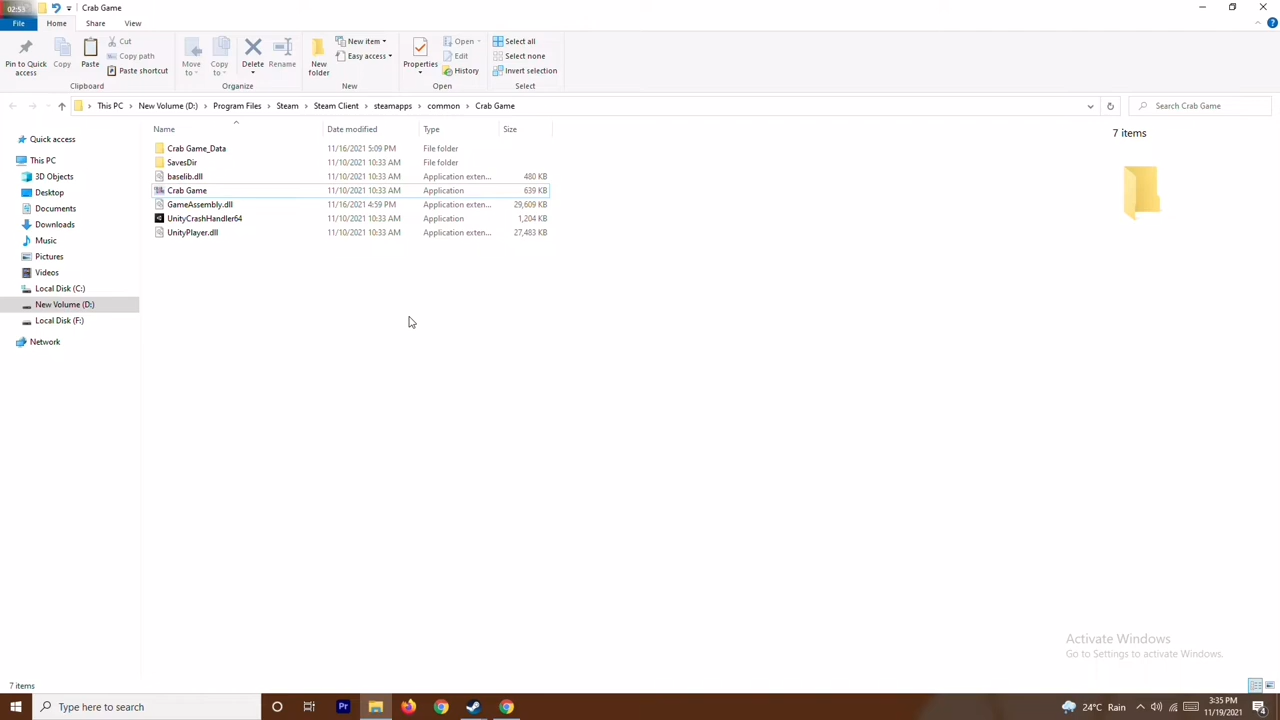 02:53 Crab Game
File Home Share View
Pin to Quick access
Copy
Paste
Cut
Copy path
Paste shortcut
Clipboard
Move to
Copy to
Delete
Rename
Organize
New folder
New item
Easy access
New
Properties
Open
Edit
History
Open
Select all
Select none
Invert selection
Select
This PC > New Volume (D:) > Program Files > Steam > Steam Client > steamapps > common > Crab Game
Search Crab Game
Name Date modified Type Size
Crab Game_Data 11/16/2021 5:09 PM File folder
SavesDir 11/10/2021 10:33 AM File folder
baselib.dll 11/10/2021 10:33 AM Application exten... 480 KB
Crab Game 11/10/2021 10:33 AM Application 639 KB
GameAssembly.dll 11/16/2021 4:59 PM Application exten... 29,609 KB
UnityCrashHandler64 11/10/2021 10:33 AM Application 1,204 KB
UnityPlayer.dll 11/10/2021 10:33 AM Application exten... 27,483 KB
Quick access
This PC
3D Objects
Desktop
Documents
Downloads
Music
Pictures
Videos
Local Disk (C:)
New Volume (D:)
Local Disk (F:)
Network
7 items
Activate Windows
Go to Settings to activate Windows.
7 items
Type here to search
Pr
24°C Rain
3:35 PM
11/19/2021